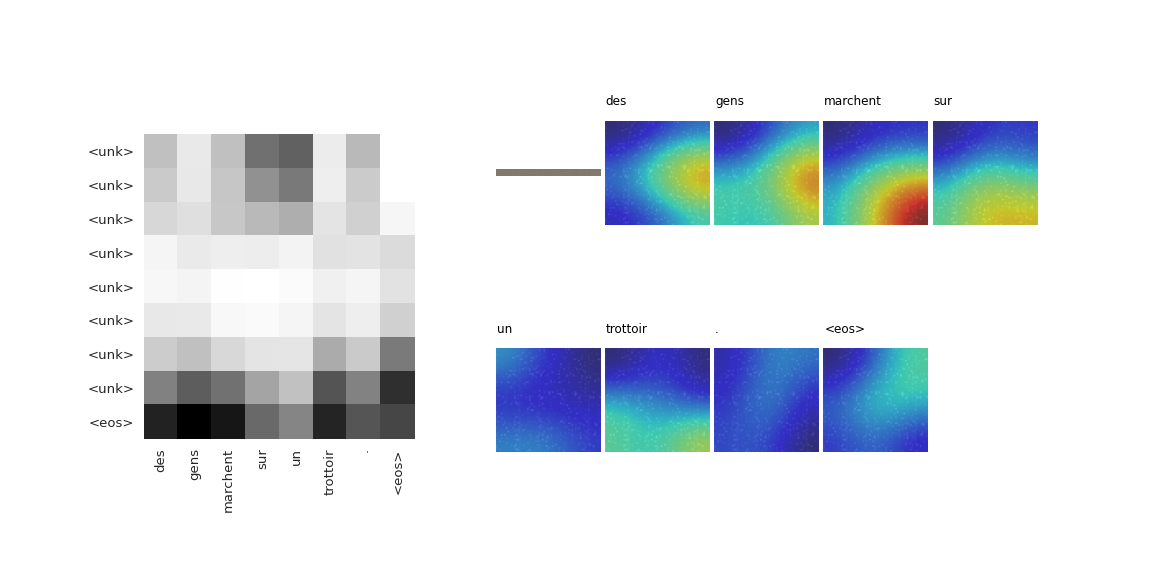 <unk>
<unk>
<unk>
<unk>
<unk>
<unk>
<unk>
<unk>
<eos>
des
gens
marchent
sur
un
trottoir
.
<eos>
des gens marchent sur
un trottoir . <eos>